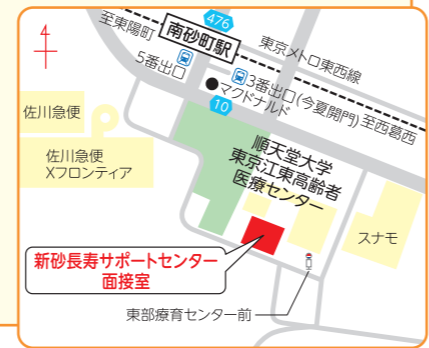 476
至東陽町
南砂町駅
東京メトロ東西線
5番出口
3番出口(今夏開門)
至西葛西
マクドナルド
10
佐川急便
佐川急便
Xフロンティア
順天堂大学
東京江東高齢者
医療センター
スナモ
新砂長寿サポートセンター
面接室
東部療育センター前